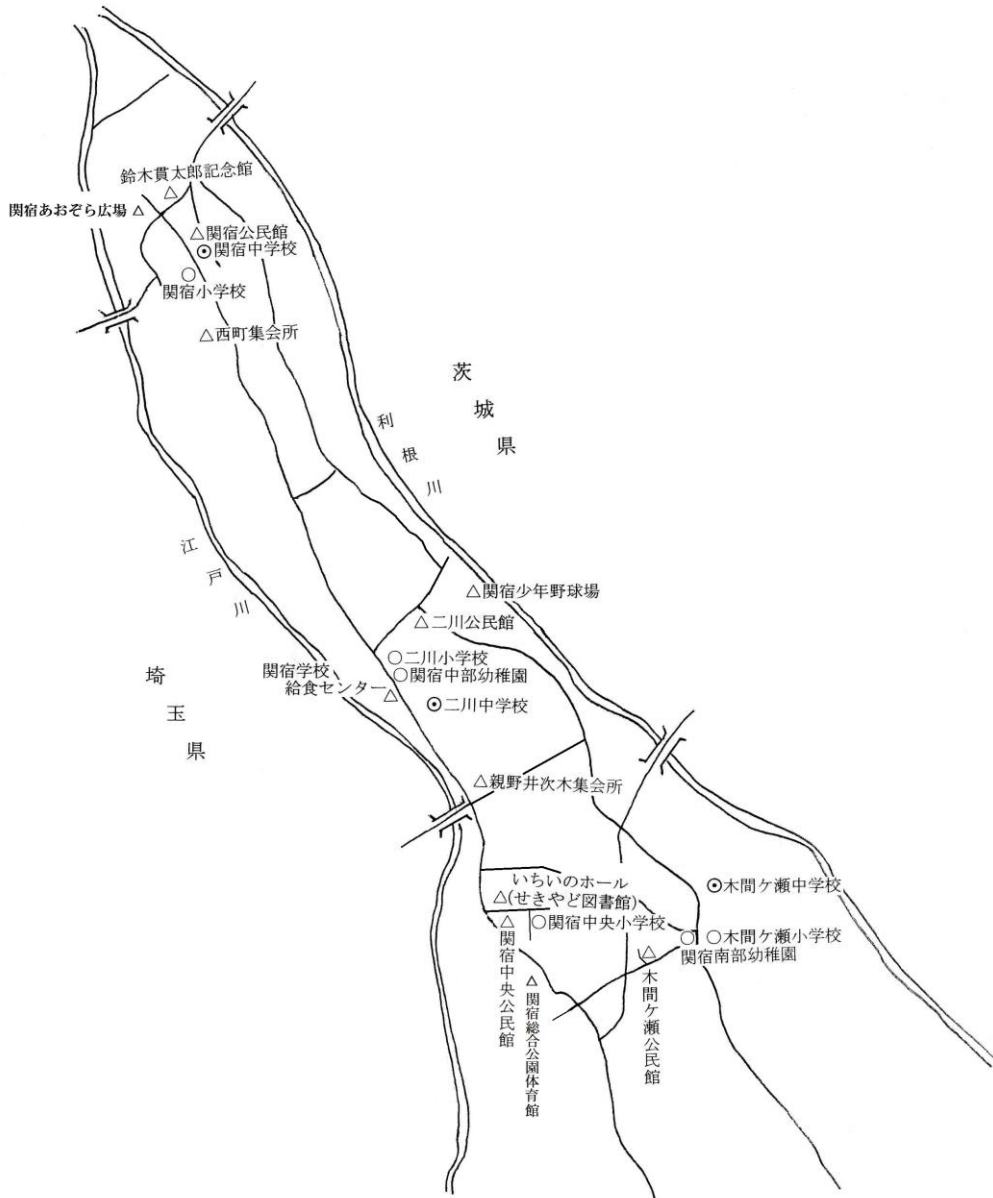 鈴木貫太郎記念館
関宿あおぞら広場 △
△
△関宿公民館
◉関宿中学校
○
関宿小学校
△西町集会所
茨城県
利根川
江戸川
△関宿少年野球場
△二川公民館
○二川小学校
○関宿中部幼稚園
関宿学校
給食センター△
◉二川中学校
埼玉県
△親野井次木集会所
いちいのホール
△(せきやど図書館)
◉木間ケ瀬中学校
○関宿中央小学校
△関宿中央公民館
○木間ケ瀬小学校
○
関宿南部幼稚園
△木間ケ瀬公民館
△関宿総合公園体育館